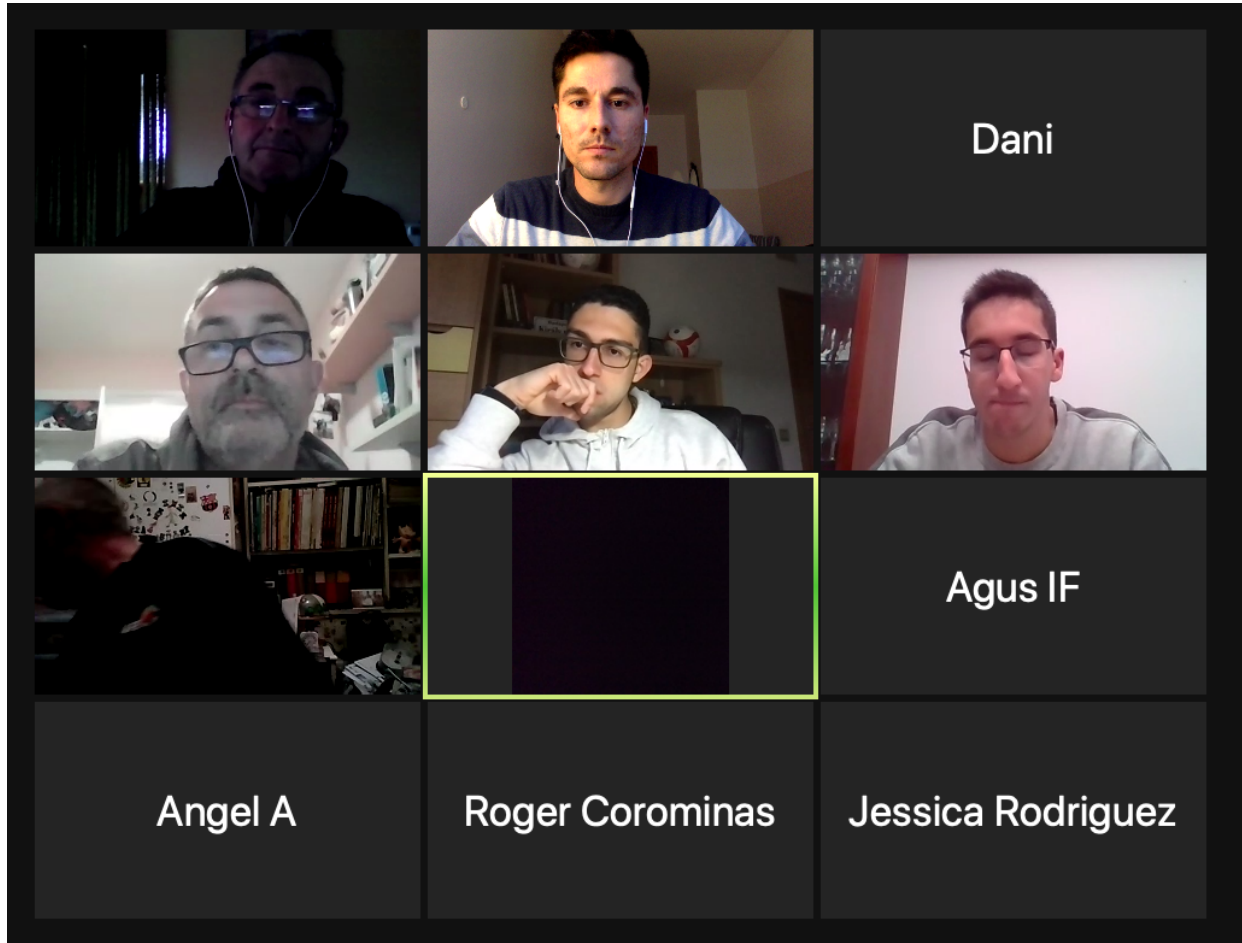 Dani
Agus IF
Angel A
Roger Corominas
Jessica Rodriguez